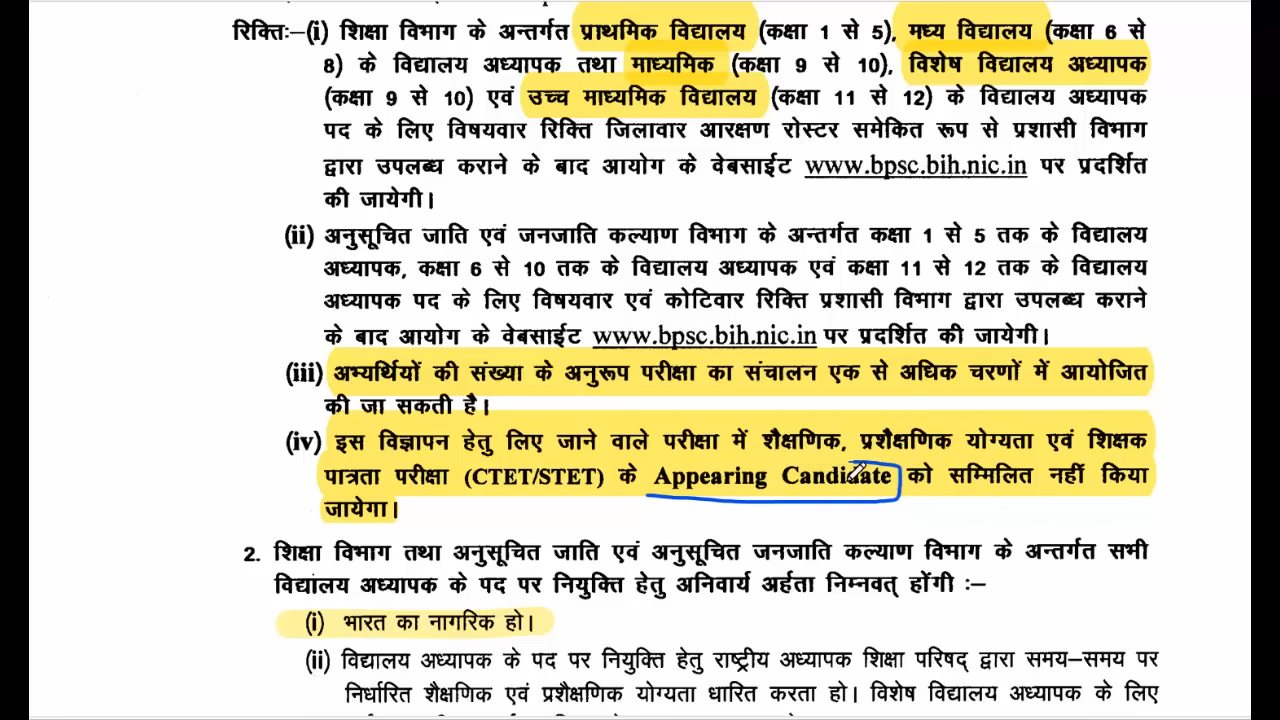 रिक्तिः–(i) शिक्षा विभाग के अन्तर्गत प्राथमिक विद्यालय (कक्षा 1 से 5), मध्य विद्यालय (कक्षा 6 से
8) के विद्यालय अध्यापक तथा माध्यमिक (कक्षा 9 से 10), विशेष विद्यालय अध्यापक
(कक्षा 9 से 10) एवं उच्च माध्यमिक विद्यालय (कक्षा 11 से 12) के विद्यालय अध्यापक
पद के लिए विषयवार रिक्ति जिलावार आरक्षण रोस्टर समेकित रूप से प्रशासी विभाग
द्वारा उपलब्ध कराने के बाद आयोग के वेबसाईट www.bpsc.bih.nic.in पर प्रदर्शित
की जायेगी।
(ii) अनुसूचित जाति एवं जनजाति कल्याण विभाग के अन्तर्गत कक्षा 1 से 5 तक के विद्यालय
अध्यापक, कक्षा 6 से 10 तक के विद्यालय अध्यापक एवं कक्षा 11 से 12 तक के विद्यालय
अध्यापक पद के लिए विषयवार एवं कोटिवार रिक्ति प्रशासी विभाग द्वारा उपलब्ध कराने
के बाद आयोग के वेबसाईट www.bpsc.bih.nic.in पर प्रदर्शित की जायेगी।
(iii) अभ्यर्थियों की संख्या के अनुरूप परीक्षा का संचालन एक से अधिक चरणों में आयोजित
की जा सकती है।
(iv) इस विज्ञापन हेतु लिए जाने वाले परीक्षा में शैक्षणिक, प्रशैक्षणिक योग्यता एवं शिक्षक
पात्रता परीक्षा (CTET/STET) के Appearing Candidate को सम्मिलित नहीं किया
जायेगा।
2. शिक्षा विभाग तथा अनुसूचित जाति एवं अनुसूचित जनजाति कल्याण विभाग के अन्तर्गत सभी
विद्यालय अध्यापक के पद पर नियुक्ति हेतु अनिवार्य अर्हता निम्नवत् होंगी :–
(i) भारत का नागरिक हो।
(ii) विद्यालय अध्यापक के पद पर नियुक्ति हेतु राष्ट्रीय अध्यापक शिक्षा परिषद् द्वारा समय–समय पर
निर्धारित शैक्षणिक एवं प्रशैक्षणिक योग्यता धारित करता हो। विशेष विद्यालय अध्यापक के लिए